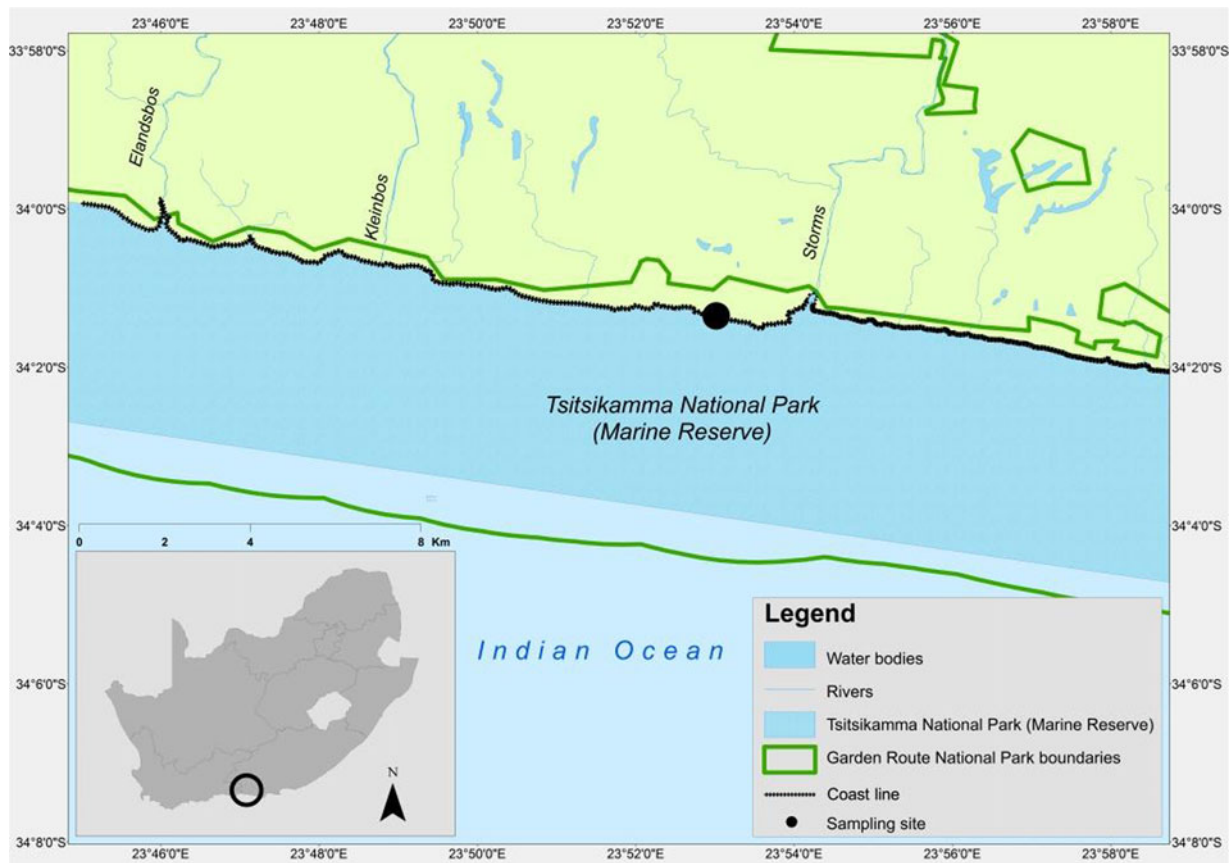 23°46'0"E 23°48'0"E 23°50'0"E 23°52'0"E 23°54'0"E 23°56'0"E 23°58'0"E
33°58'0"S 33°58'0"S
Elandsbos
Kleinbos
Storms
34°0'0"S 34°0'0"S
34°2'0"S 34°2'0"S
Tsitsikamma National Park
(Marine Reserve)
34°4'0"S 34°4'0"S
0 2 4 8 Km
Indian Ocean
34°6'0"S 34°6'0"S
N
Legend
Water bodies
Rivers
Tsitsikamma National Park (Marine Reserve)
Garden Route National Park boundaries
Coast line
Sampling site
34°8'0"S 34°8'0"S
23°46'0"E 23°48'0"E 23°50'0"E 23°52'0"E 23°54'0"E 23°56'0"E 23°58'0"E